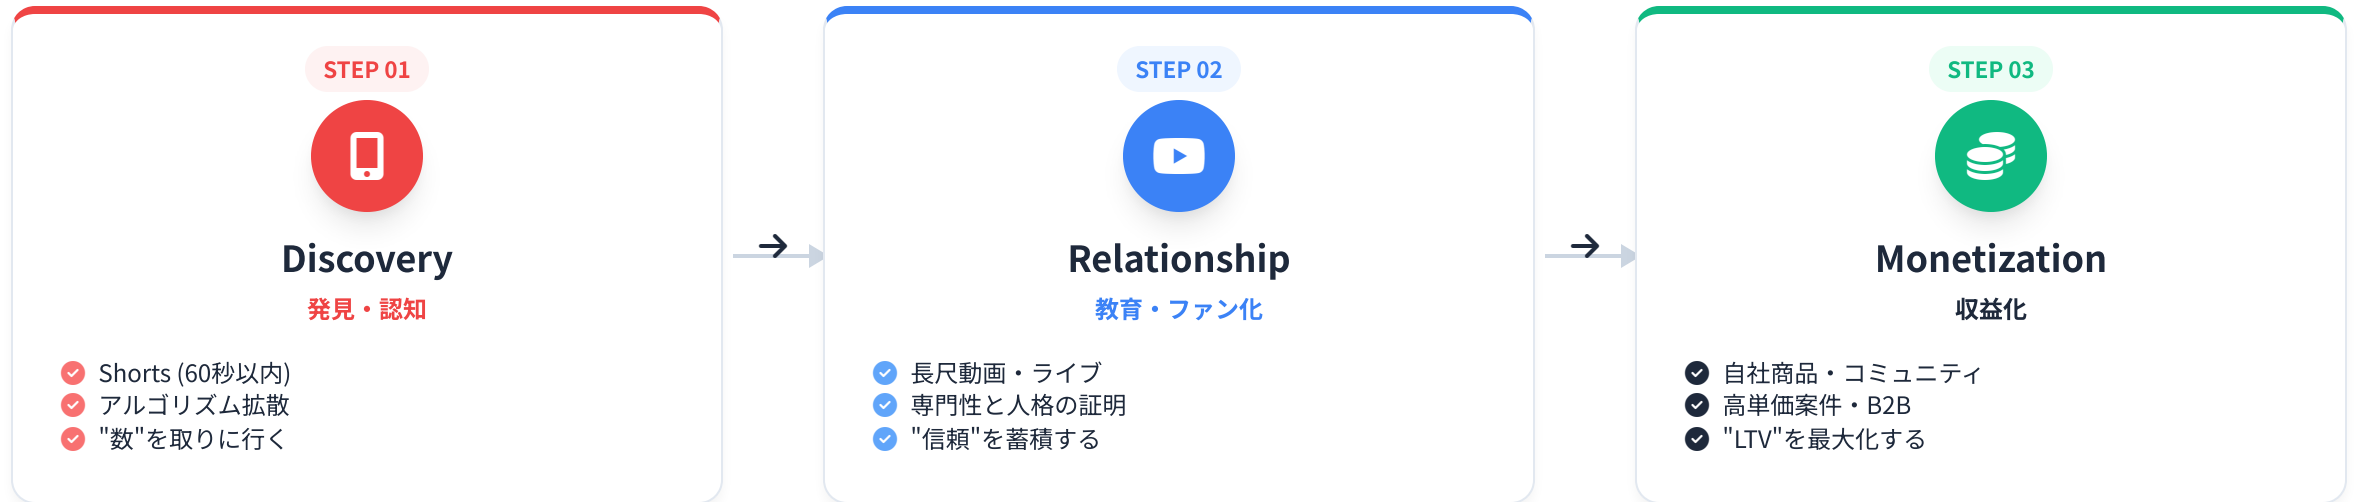 STEP 01
Discovery
発見・認知
Shorts (60秒以内)
アルゴリズム拡散
"数"を取りに行く
STEP 02
Relationship
教育・ファン化
長尺動画・ライブ
専門性と人格の証明
"信頼"を蓄積する
STEP 03
Monetization
収益化
自社商品・コミュニティ
高単価案件・B2B
"LTV"を最大化する